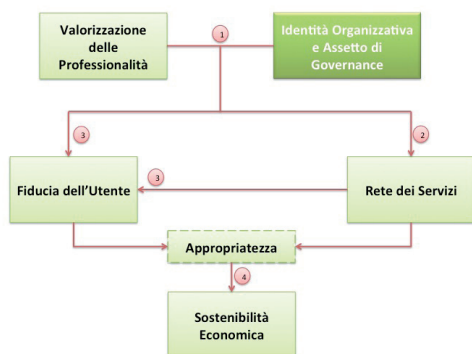 Valorizzazione
delle
Professionalità
1
Identità Organizzativa
e Assetto di
Governance
3
2
Fiducia dell'Utente
3
Rete dei Servizi
Appropriatezza
4
Sostenibilità
Economica